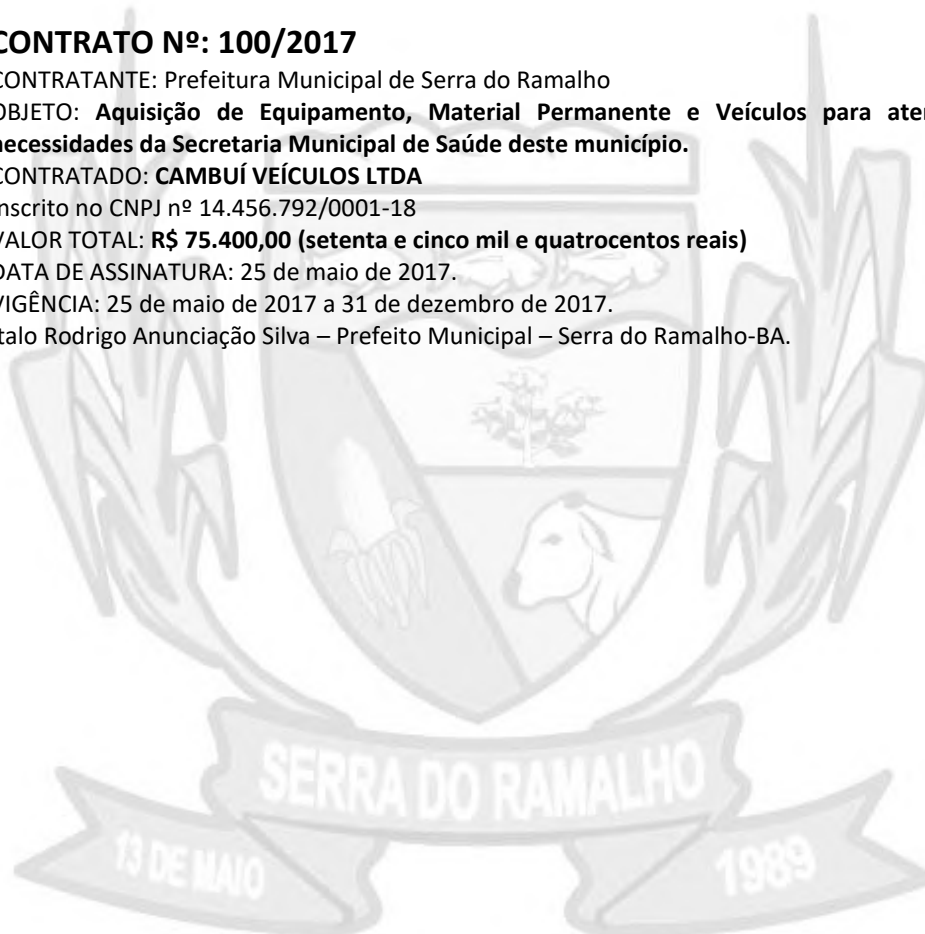 CONTRATO Nº: 100/2017
CONTRATANTE: Prefeitura Municipal de Serra do Ramalho
OBJETO: Aquisição de Equipamento, Material Permanente e Veículos para aten
necessidades da Secretaria Municipal de Saúde deste município.
CONTRATADO: CAMBUÍ VEÍCULOS LTDA
nscrito no CNPJ nº 14.456.792/0001-18
VALOR TOTAL: R$ 75.400,00 (setenta e cinco mil e quatrocentos reais)
DATA DE ASSINATURA: 25 de maio de 2017.
VIGÊNCIA: 25 de maio de 2017 a 31 de dezembro de 2017.
talo Rodrigo Anunciação Silva – Prefeito Municipal – Serra do Ramalho-BA.
SERRA DO RAMALHO
13 DE MAIO
1989